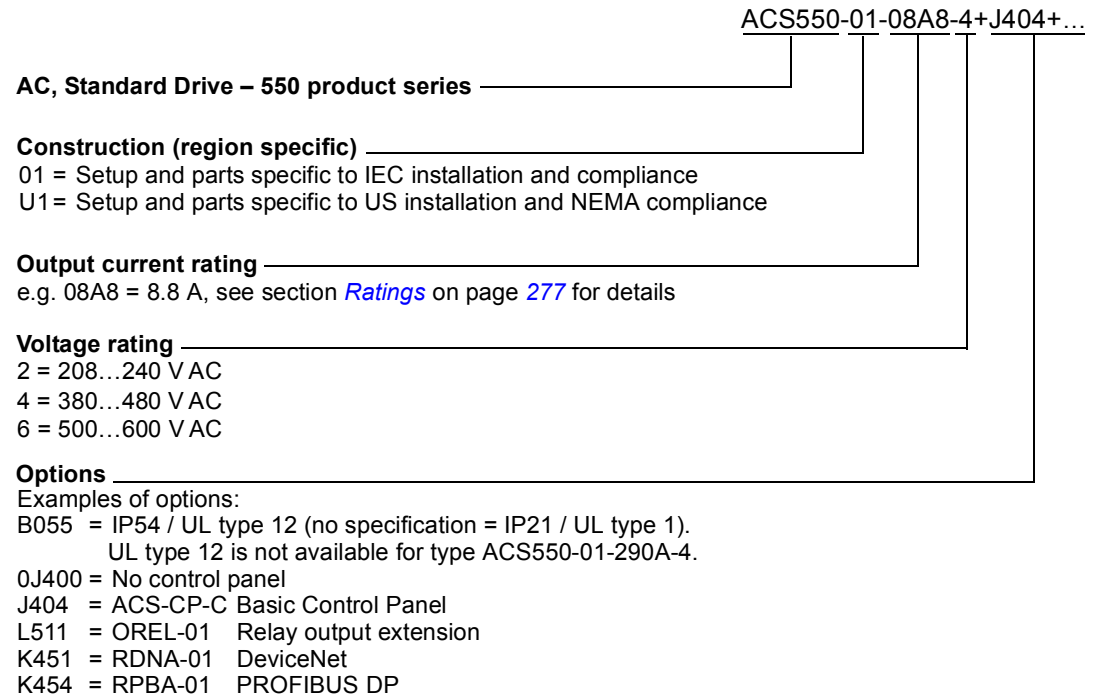 ACS550-01-08A8-4+J404+...
AC, Standard Drive – 550 product series
Construction (region specific)
01 = Setup and parts specific to IEC installation and compliance
U1= Setup and parts specific to US installation and NEMA compliance
Output current rating
e.g. 08A8 = 8.8 A, see section Ratings on page 277 for details
Voltage rating
2 = 208…240 V AC
4 = 380…480 V AC
6 = 500…600 V AC
Options
Examples of options:
B055 = IP54 / UL type 12 (no specification = IP21 / UL type 1).
UL type 12 is not available for type ACS550-01-290A-4.
0J400 = No control panel
J404 = ACS-CP-C Basic Control Panel
L511 = OREL-01 Relay output extension
K451 = RDNA-01 DeviceNet
K454 = RPBA-01 PROFIBUS DP